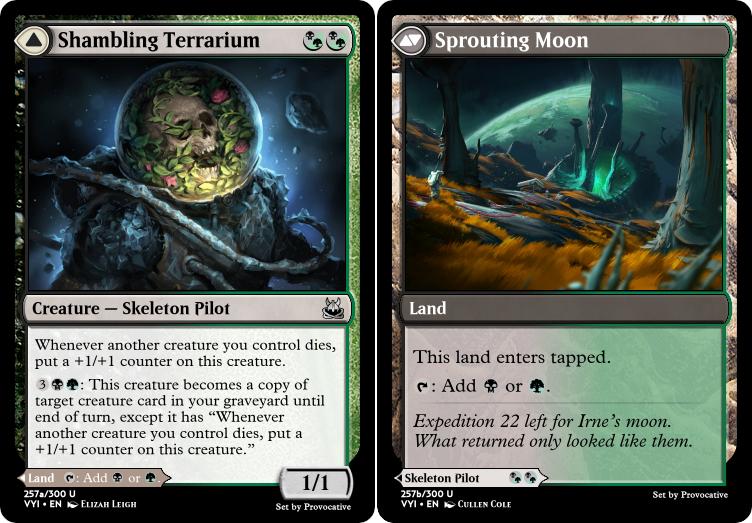 Shambling Terrarium
Creature — Skeleton Pilot
Whenever another creature you control dies,
put a +1/+1 counter on this creature.
3: This creature becomes a copy of
target creature card in your graveyard until
end of turn, except it has “Whenever
another creature you control dies, put a
+1/+1 counter on this creature.”
Land : Add or .
1/1
257a/300 U
VYI • EN Elizah Leigh
Set by Provocative
Sprouting Moon
Land
This land enters tapped.
: Add or .
Expedition 22 left for Irne’s moon.
What returned only looked like them.
Skeleton Pilot
257b/300 U
VYI • EN Cullen Cole
Set by Provocative